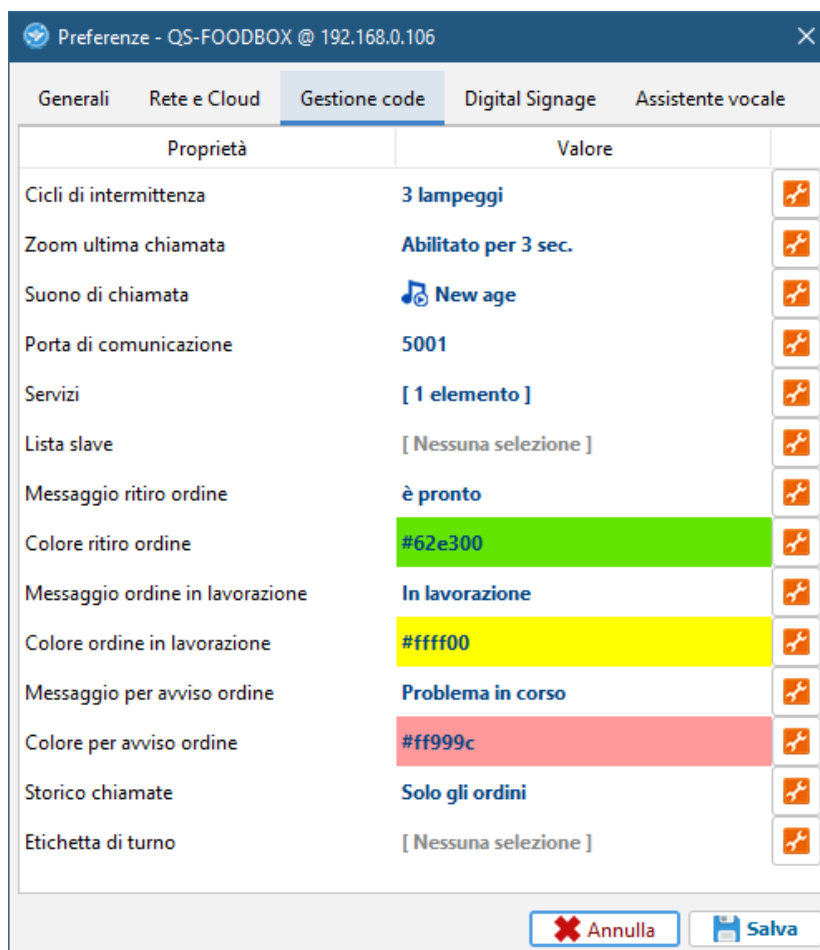 Preferenze - QS-FOODBOX @ 192.168.0.106
Generali Rete e Cloud Gestione code Digital Signage Assistente vocale
Proprietà Valore
Cicli di intermittenza 3 lampeggi
Zoom ultima chiamata Abilitato per 3 sec.
Suono di chiamata New age
Porta di comunicazione 5001
Servizi [ 1 elemento ]
Lista slave [ Nessuna selezione ]
Messaggio ritiro ordine è pronto
Colore ritiro ordine #62e300
Messaggio ordine in lavorazione In lavorazione
Colore ordine in lavorazione #ffff00
Messaggio per avviso ordine Problema in corso
Colore per avviso ordine #ff999c
Storico chiamate Solo gli ordini
Etichetta di turno [ Nessuna selezione ]
Annulla Salva